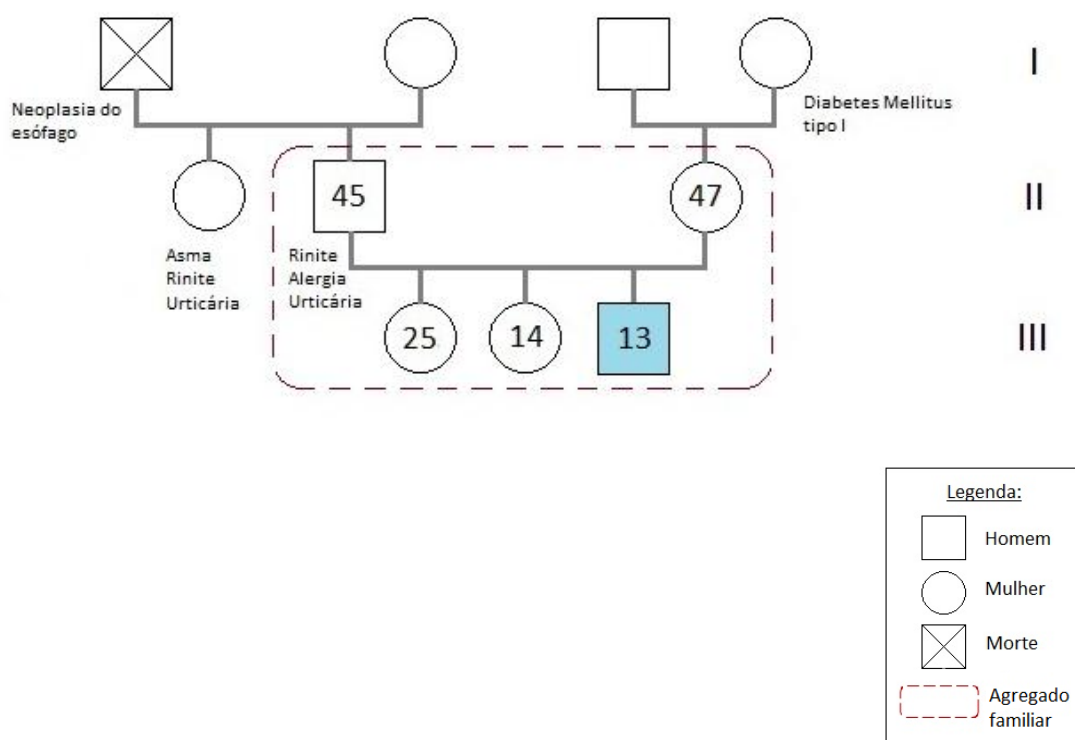 I
Neoplasia do
esófago
Diabetes Mellitus
tipo I
45
47
II
Asma
Rinite
Urticária
Rinite
Alergia
Urticária
25
14
13
III
Legenda:
Homem
Mulher
Morte
Agregado
familiar